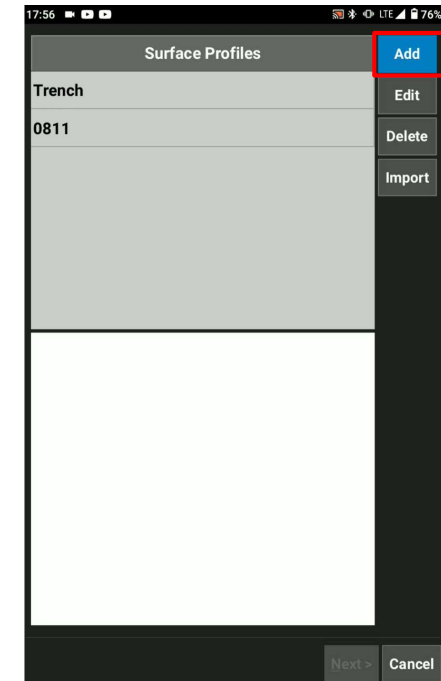 17:56 LTE 76%
Surface Profiles Add
Trench Edit
0811 Delete
Import
Next > Cancel